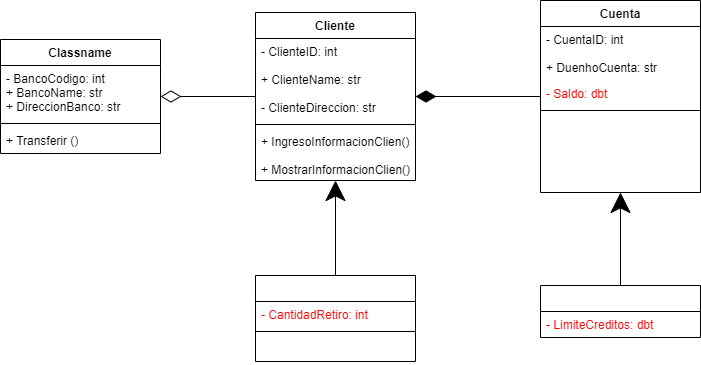 Classname
- BancoCodigo: int
+ BancoName: str
+ DireccionBanco: str
+ Transferir ()
Cliente
- ClienteID: int
+ ClienteName: str
- ClienteDireccion: str
+ IngresoInformacionClien()
+ MostrarInformacionClien()
Cuenta
- CuentaID: int
+ DuenhoCuenta: str
- Saldo: dbt
- CantidadRetiro: int
- LimiteCreditos: dbt